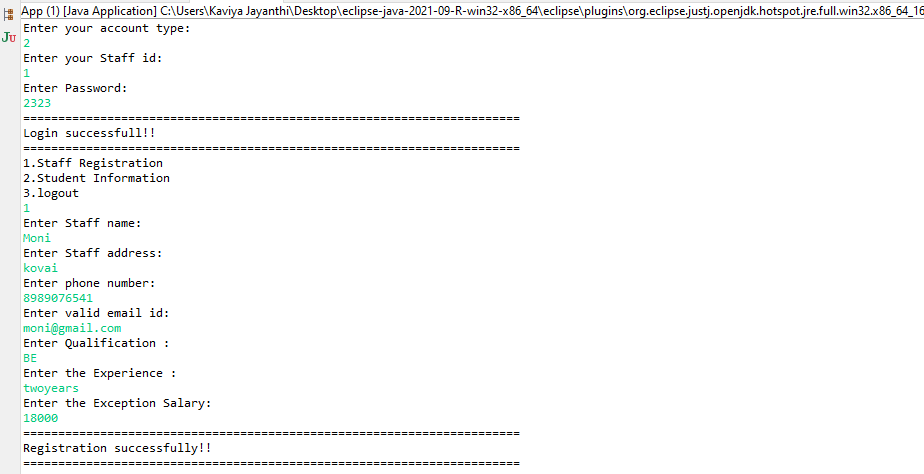 App (1) [Java Application] C:\Users\Kaviya Jayanthi\Desktop\eclipse-java-2021-09-R-win32-x86_64\eclipse\plugins\org.eclipse.justj.openjdk.hotspot.jre.full.win32.x86_64_16
Enter your account type:
2
Enter your Staff id:
1
Enter Password:
2323
=======================================================================
Login successfull!!
=======================================================================
1.Staff Registration
2.Student Information
3.logout
1
Enter Staff name:
Moni
Enter Staff address:
kovai
Enter phone number:
8989076541
Enter valid email id:
moni@gmail.com
Enter Qualification :
BE
Enter the Experience :
twoyears
Enter the Exception Salary:
18000
=======================================================================
Registration successfully!!
=======================================================================
Ju